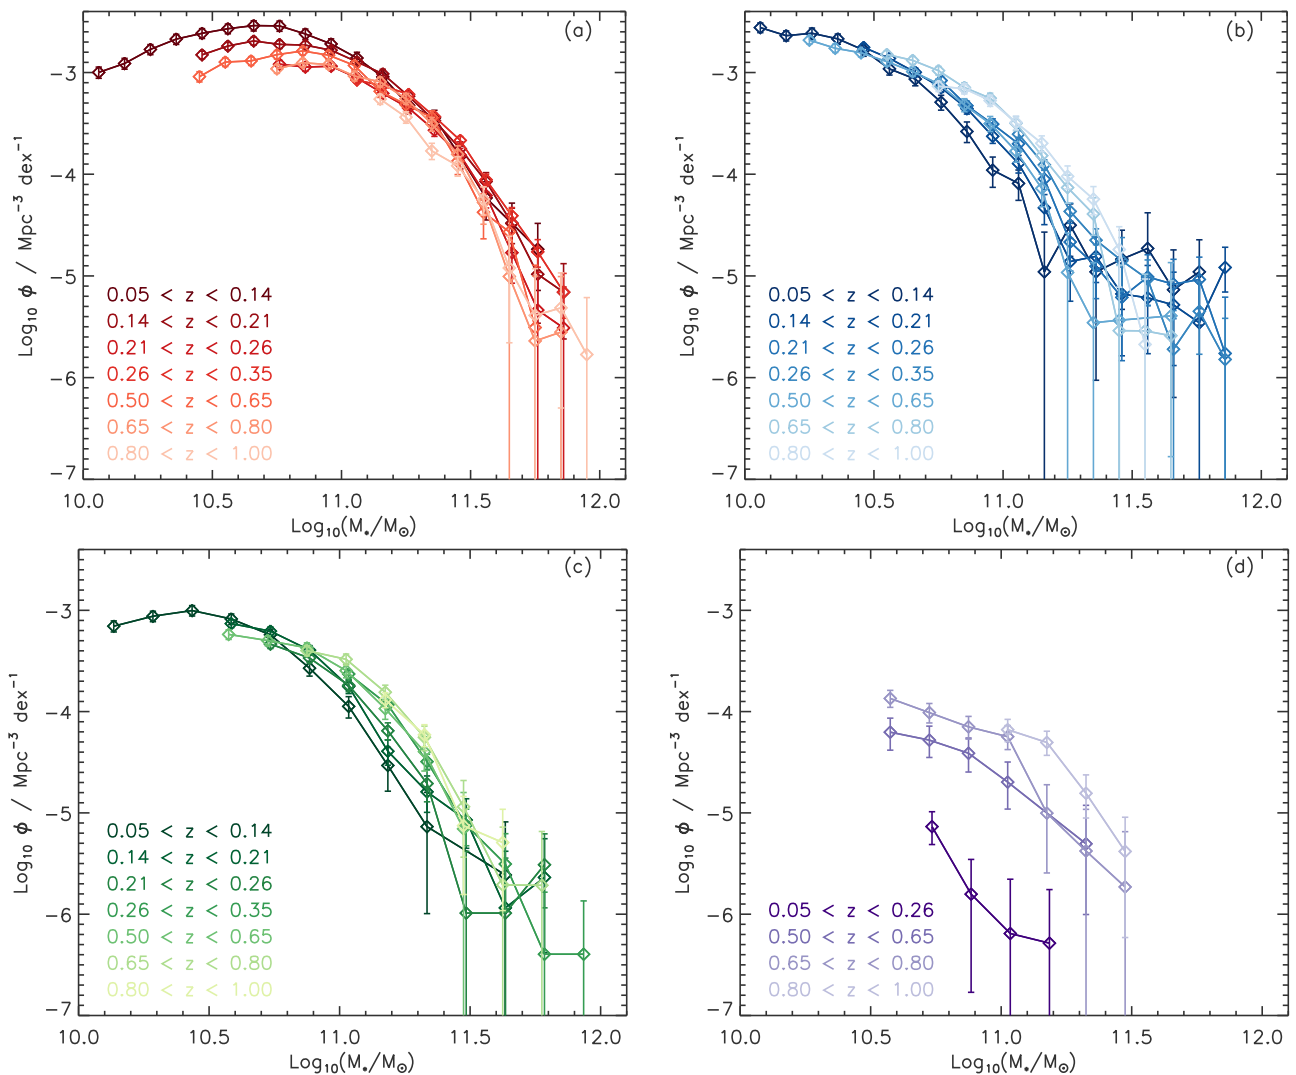 (a)
−3
−4
−5
−6
−7
Log₁₀ ϕ / Mpc⁻³ dex⁻¹
0.05 < z < 0.14
0.14 < z < 0.21
0.21 < z < 0.26
0.26 < z < 0.35
0.50 < z < 0.65
0.65 < z < 0.80
0.80 < z < 1.00
10.0 10.5 11.0 11.5 12.0
Log₁₀(M*/M⊙)
(b)
−3
−4
−5
−6
−7
Log₁₀ ϕ / Mpc⁻³ dex⁻¹
0.05 < z < 0.14
0.14 < z < 0.21
0.21 < z < 0.26
0.26 < z < 0.35
0.50 < z < 0.65
0.65 < z < 0.80
0.80 < z < 1.00
10.0 10.5 11.0 11.5 12.0
Log₁₀(M*/M⊙)
(c)
−3
−4
−5
−6
−7
Log₁₀ ϕ / Mpc⁻³ dex⁻¹
0.05 < z < 0.14
0.14 < z < 0.21
0.21 < z < 0.26
0.26 < z < 0.35
0.50 < z < 0.65
0.65 < z < 0.80
0.80 < z < 1.00
10.0 10.5 11.0 11.5 12.0
Log₁₀(M*/M⊙)
(d)
−3
−4
−5
−6
−7
Log₁₀ ϕ / Mpc⁻³ dex⁻¹
0.05 < z < 0.26
0.50 < z < 0.65
0.65 < z < 0.80
0.80 < z < 1.00
10.0 10.5 11.0 11.5 12.0
Log₁₀(M*/M⊙)